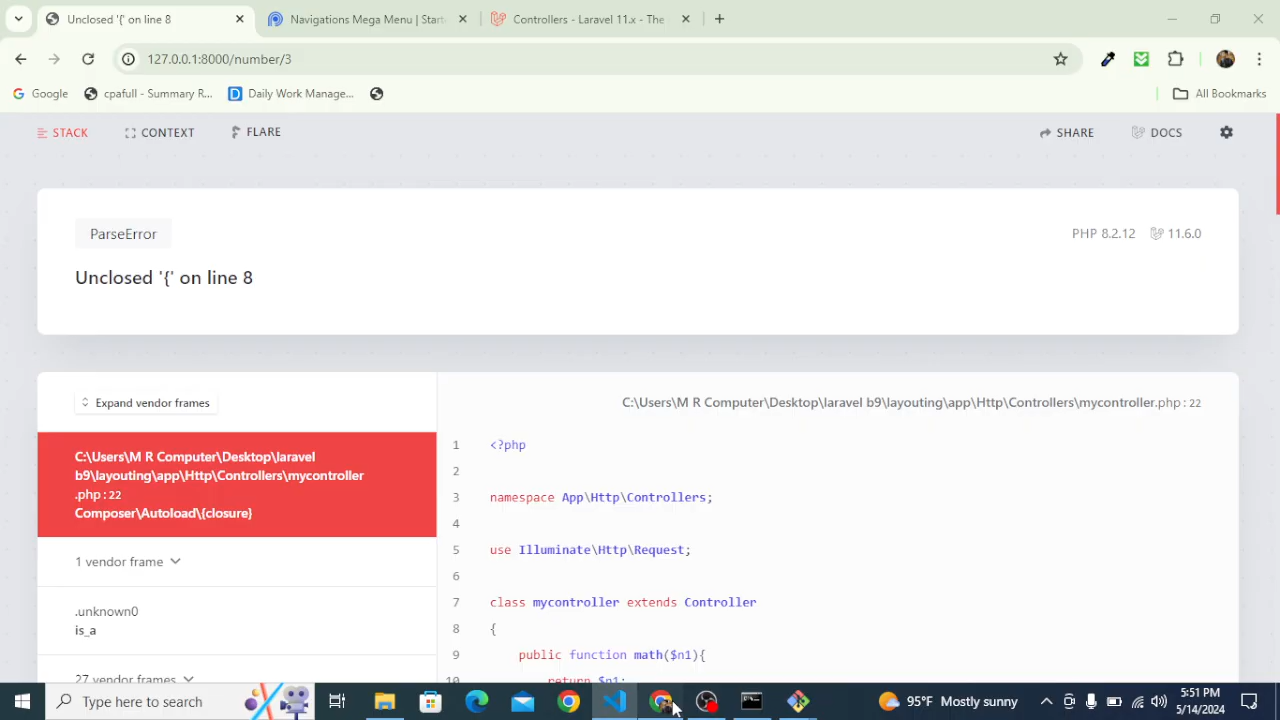 Unclosed '{' on line 8
Navigations Mega Menu | Start
Controllers - Laravel 11.x - The
127.0.0.1:8000/number/3
Google
cpafull - Summary R...
Daily Work Manage...
All Bookmarks
STACK
CONTEXT
FLARE
SHARE
DOCS
ParseError
PHP 8.2.12
11.6.0
Unclosed '{' on line 8
Expand vendor frames
C:\Users\M R Computer\Desktop\laravel b9\layouting\app\Http\Controllers\mycontroller.php : 22
C:\Users\M R Computer\Desktop\laravel
b9\layouting\app\Http\Controllers\mycontroller
.php : 22
Composer\Autoload\{closure}
1 vendor frame
.unknown0
is_a
27 vendor frames
1 <?php
2
3 namespace App\Http\Controllers;
4
5 use Illuminate\Http\Request;
6
7 class mycontroller extends Controller
8 {
9 public function math($n1){
10 return $n1;
Type here to search
95°F Mostly sunny
5:51 PM
5/14/2024